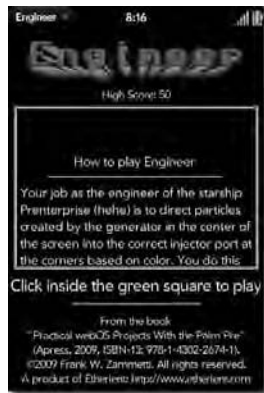 Engineer
8:16
Engineer
High Score: 50
How to play Engineer
Your job as the engineer of the starship
Prenterprise (hehe) is to direct particles
created by the generator in the center of
the screen into the correct injector port at
the corners based on color. You do this
Click inside the green square to play
From the book
"Practical webOS Projects With the Palm Pre"
(Apress, 2009, ISBN-13: 978-1-4302-2674-1).
©2009 Frank W. Zammetti. All rights reserved.
A product of Etherient: http://www.etherient.com